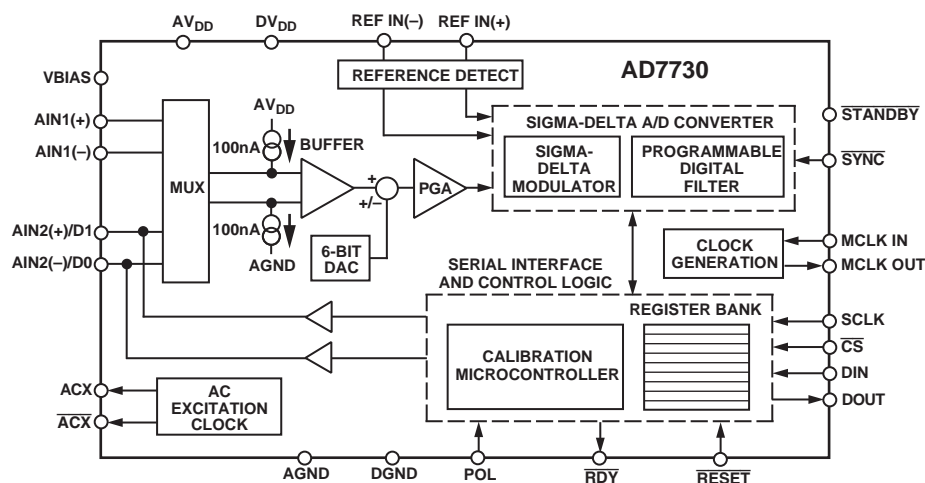 AVDD
DVDD
REF IN(–)
REF IN(+)
VBIAS
REFERENCE DETECT
AD7730
AIN1(+)
AIN1(–)
MUX
AVDD
100nA
BUFFER
100nA
AGND
+
+/–
6-BIT
DAC
PGA
SIGMA-DELTA A/D CONVERTER
SIGMA-
DELTA
MODULATOR
PROGRAMMABLE
DIGITAL
FILTER
STANDBY
SYNC
AIN2(+)/D1
AIN2(–)/D0
CLOCK
GENERATION
MCLK IN
MCLK OUT
SERIAL INTERFACE
AND CONTROL LOGIC
REGISTER BANK
CALIBRATION
MICROCONTROLLER
SCLK
CS
DIN
DOUT
ACX
ACX
AC
EXCITATION
CLOCK
AGND
DGND
POL
RDY
RESET